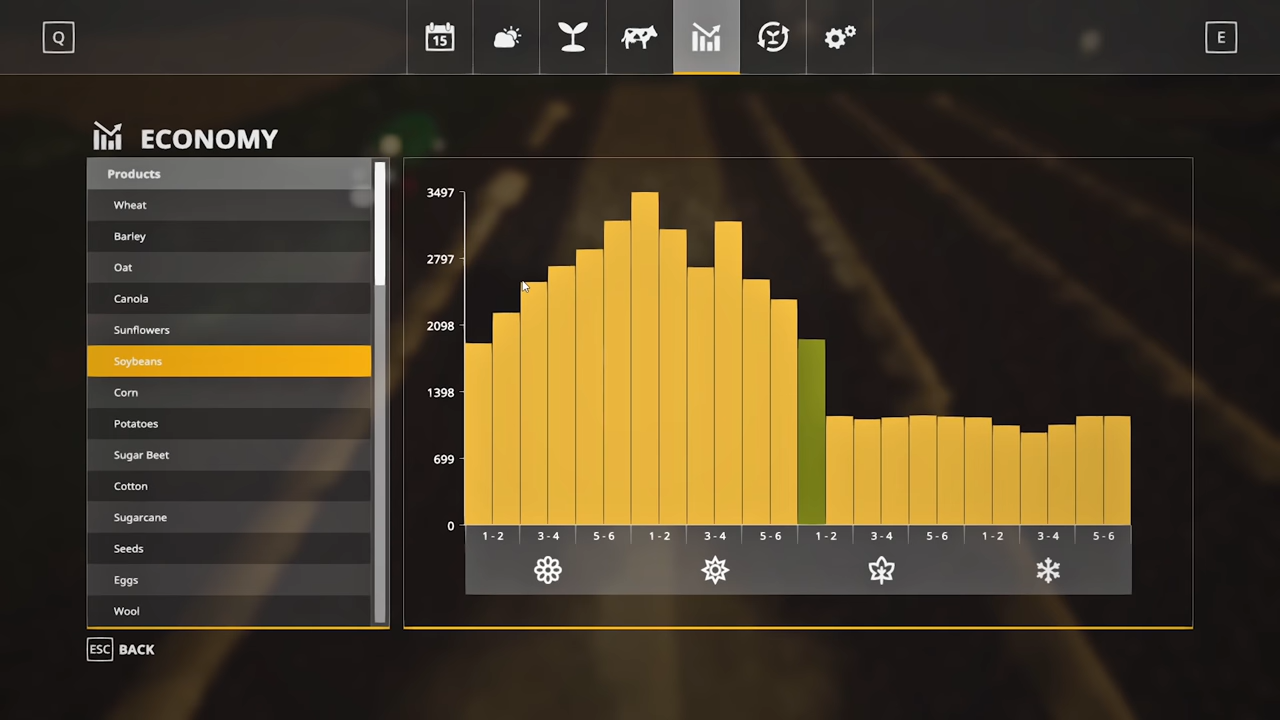 Q
15
E
ECONOMY
Products
Wheat
Barley
Oat
Canola
Sunflowers
Soybeans
Corn
Potatoes
Sugar Beet
Cotton
Sugarcane
Seeds
Eggs
Wool
3497
2797
2098
1398
699
0
1 - 2 3 - 4 5 - 6 1 - 2 3 - 4 5 - 6 1 - 2 3 - 4 5 - 6 1 - 2 3 - 4 5 - 6
ESC BACK